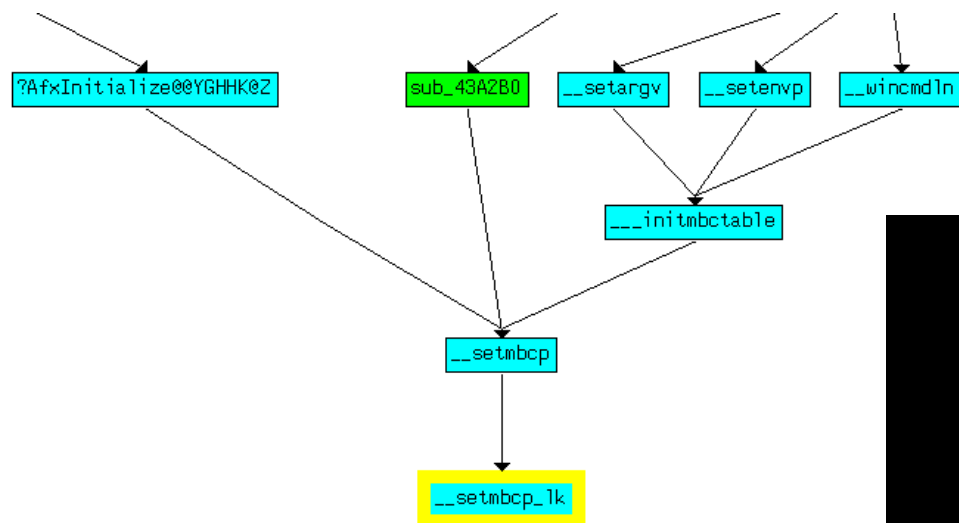 ?AfxInitialize@@YGHHK@Z
sub_43A2B0
__setargv
__setenvp
__wincmdln
___initmbctable
__setmbcp
__setmbcp_lk